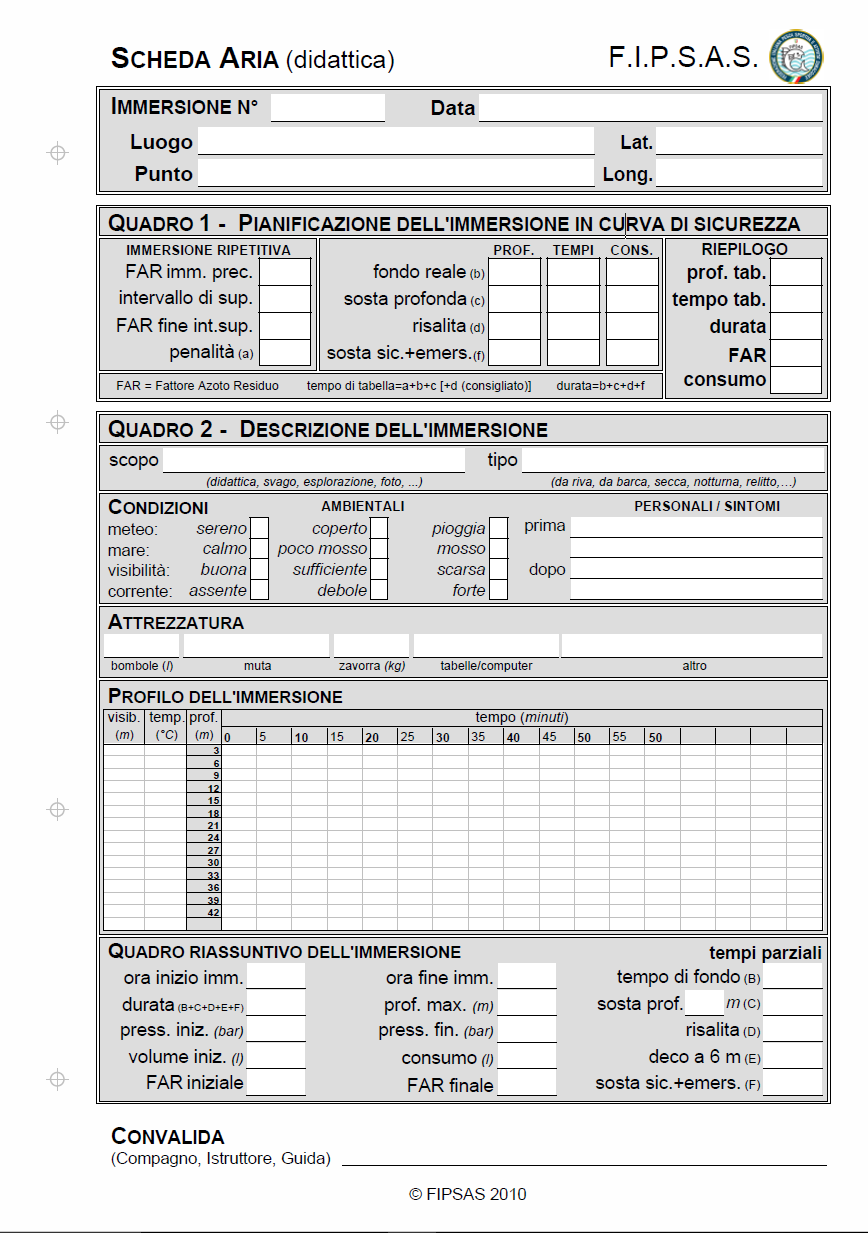 SCHEDA ARIA (didattica) F.I.P.S.A.S.
IMMERSIONE N° Data
Luogo Lat.
Punto Long.
QUADRO 1 - PIANIFICAZIONE DELL'IMMERSIONE IN CURVA DI SICUREZZA
IMMERSIONE RIPETITIVA PROF. TEMPI CONS. RIEPILOGO
FAR imm. prec. fondo reale (b) prof. tab.
intervallo di sup. sosta profonda (c) tempo tab.
FAR fine int.sup. risalita (d) durata
penalità (a) sosta sic.+emers.(f) FAR
FAR = Fattore Azoto Residuo tempo di tabella=a+b+c [+d (consigliato)] durata=b+c+d+f consumo
QUADRO 2 - DESCRIZIONE DELL'IMMERSIONE
scopo tipo
(didattica, svago, esplorazione, foto, ...) (da riva, da barca, secca, notturna, relitto,...)
CONDIZIONI AMBIENTALI PERSONALI / SINTOMI
meteo: sereno coperto pioggia prima
mare: calmo poco mosso mosso
visibilità: buona sufficiente scarsa dopo
corrente: assente debole forte
ATTREZZATURA
bombole (l) muta zavorra (kg) tabelle/computer altro
PROFILO DELL'IMMERSIONE
visib. temp. prof. tempo (minuti)
(m) (°C) (m) 0 5 10 15 20 25 30 35 40 45 50 55 50
3
6
9
12
15
18
21
24
27
30
33
36
39
42
QUADRO RIASSUNTIVO DELL'IMMERSIONE tempi parziali
ora inizio imm. ora fine imm. tempo di fondo (B)
durata (B+C+D+E+F) prof. max. (m) sosta prof. m (C)
press. iniz. (bar) press. fin. (bar) risalita (D)
volume iniz. (l) consumo (l) deco a 6 m (E)
FAR iniziale FAR finale sosta sic.+emers. (F)
CONVALIDA
(Compagno, Istruttore, Guida)
© FIPSAS 2010